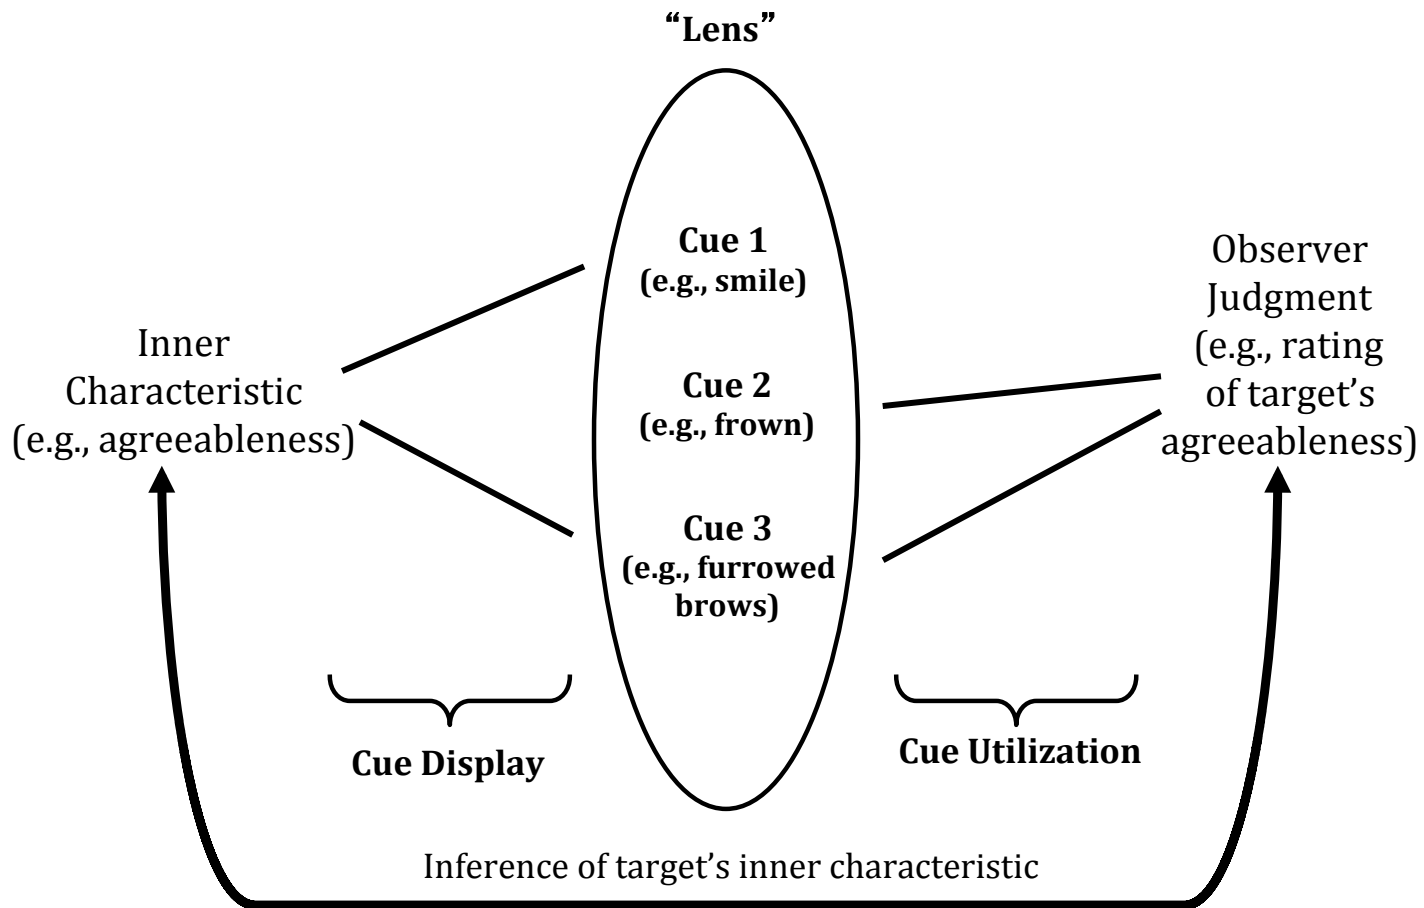 “Lens”
Cue 1
(e.g., smile)
Cue 2
(e.g., frown)
Cue 3
(e.g., furrowed
brows)
Inner
Characteristic
(e.g., agreeableness)
Observer
Judgment
(e.g., rating
of target’s
agreeableness)
Cue Display
Cue Utilization
Inference of target’s inner characteristic